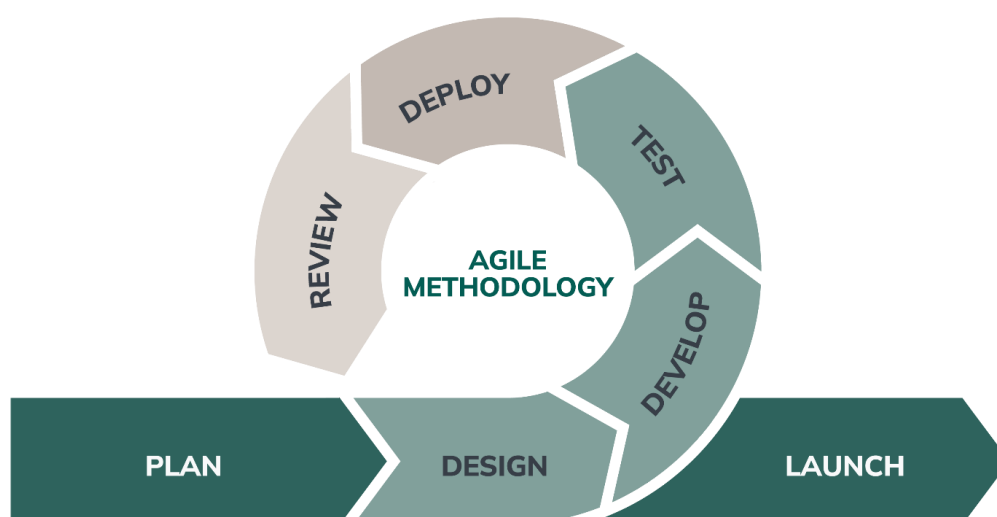 DEPLOY
TEST
REVIEW
AGILE
METHODOLOGY
DEVELOP
PLAN
DESIGN
LAUNCH